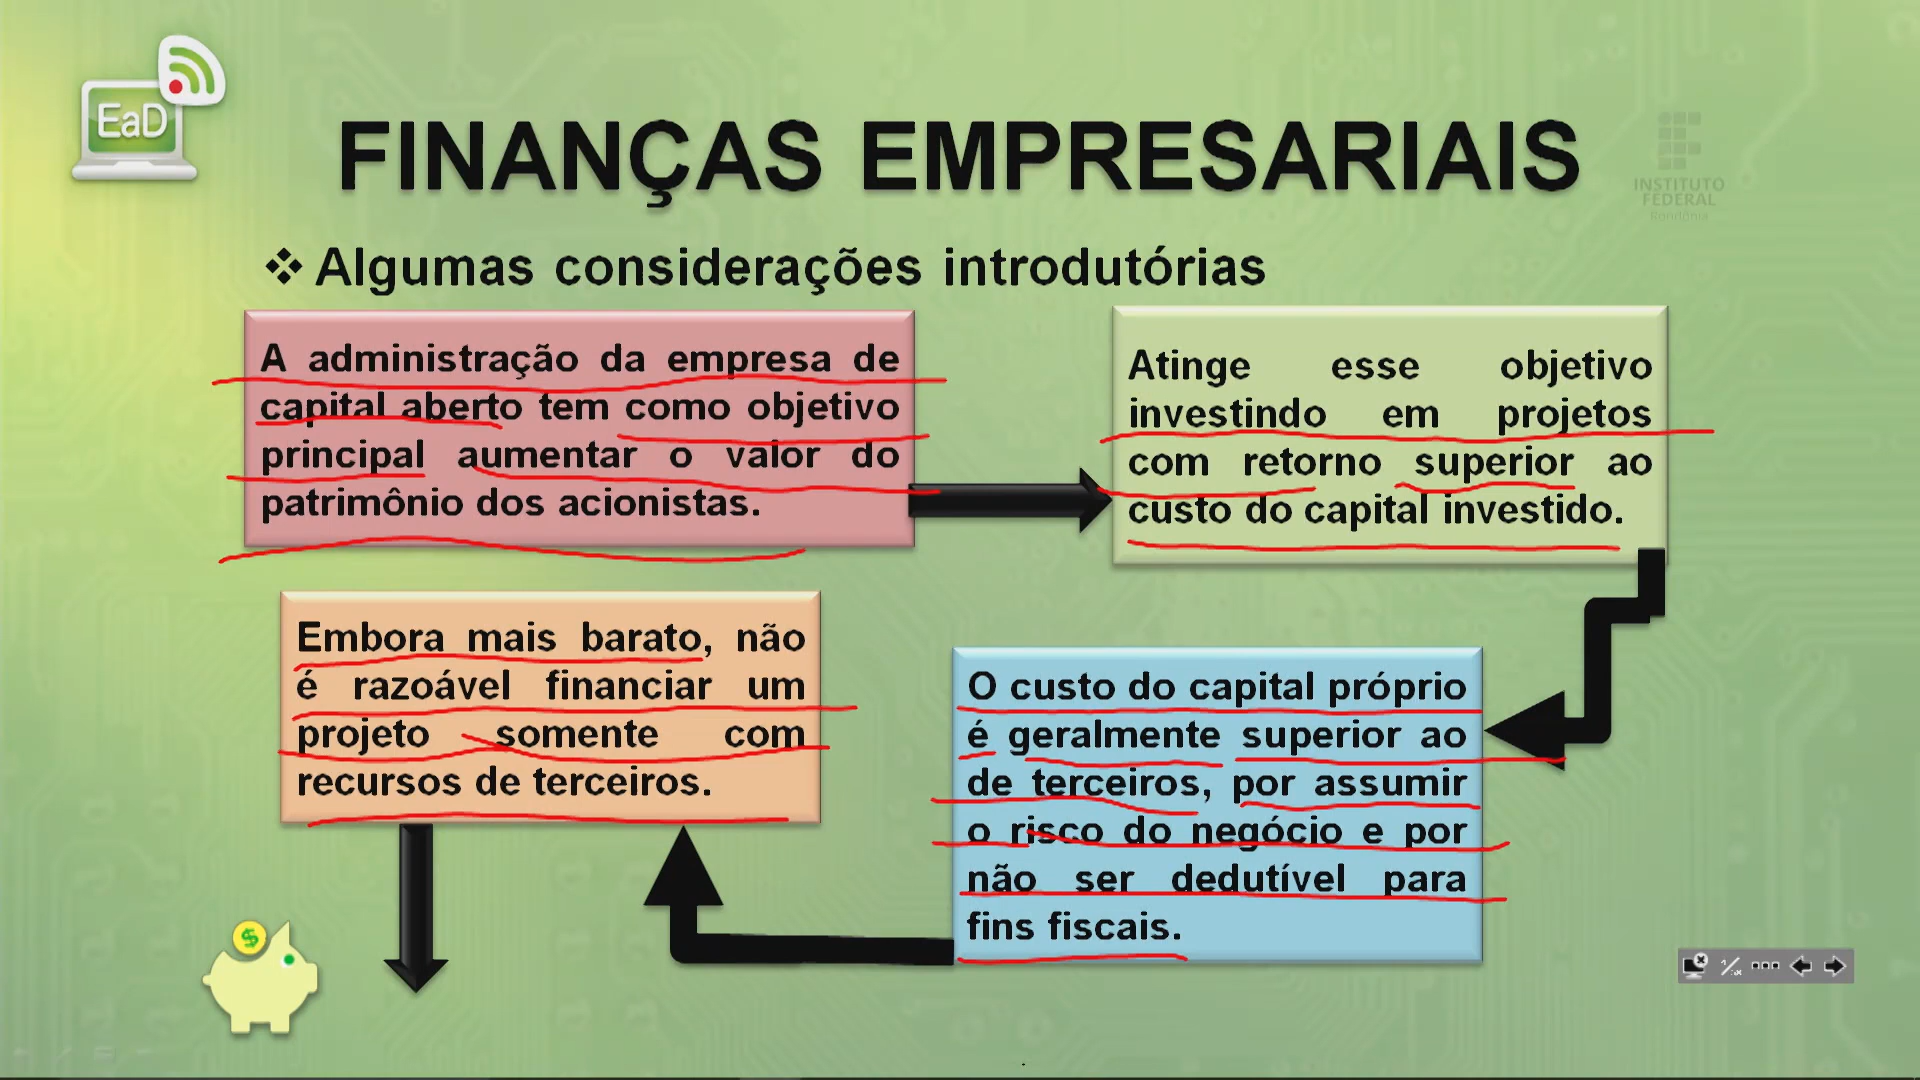 EaD
FINANÇAS EMPRESARIAIS
INSTITUTO
FEDERAL
Rondônia
Algumas considerações introdutórias
A administração da empresa de
capital aberto tem como objetivo
principal aumentar o valor do
patrimônio dos acionistas.
Atinge esse objetivo
investindo em projetos
com retorno superior ao
custo do capital investido.
O custo do capital próprio
é geralmente superior ao
de terceiros, por assumir
o risco do negócio e por
não ser dedutível para
fins fiscais.
Embora mais barato, não
é razoável financiar um
projeto somente com
recursos de terceiros.
$